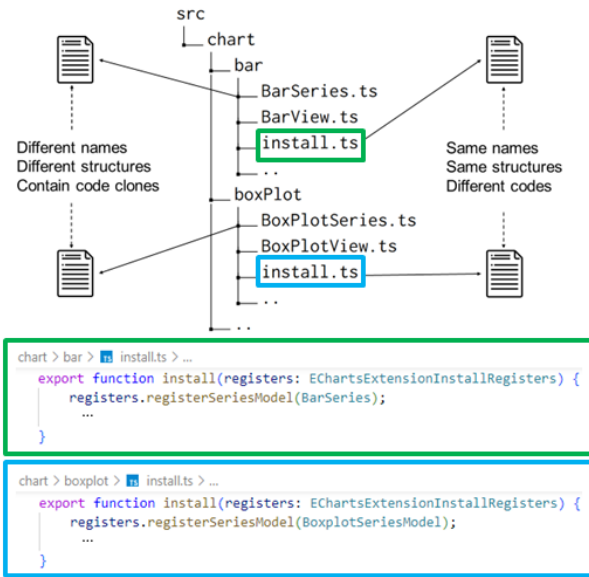 src
chart
bar
BarSeries.ts
BarView.ts
install.ts
..
boxPlot
BoxPlotSeries.ts
BoxPlotView.ts
install.ts
..
..
Different names
Different structures
Contain code clones
Same names
Same structures
Different codes
chart > bar > TS install.ts > ...
export function install(registers: EChartsExtensionInstallRegisters) {
registers.registerSeriesModel(BarSeries);
…
}
chart > boxplot > TS install.ts > ...
export function install(registers: EChartsExtensionInstallRegisters) {
registers.registerSeriesModel(BoxplotSeriesModel);
…
}